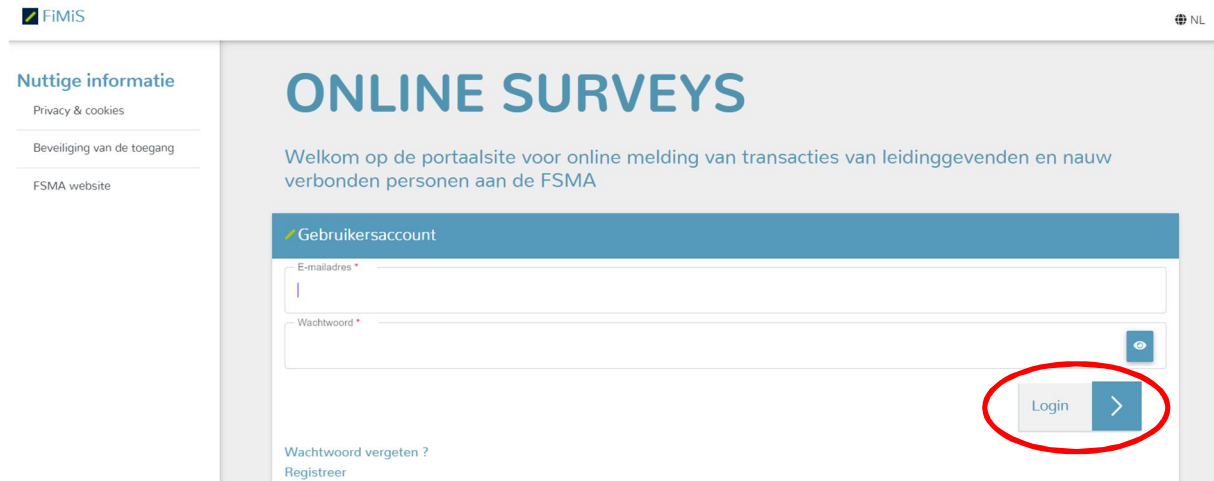 FiMiS
NL
Nuttige informatie
Privacy & cookies
Beveiliging van de toegang
FSMA website
ONLINE SURVEYS
Welkom op de portaalsite voor online melding van transacties van leidinggevenden en nauw
verbonden personen aan de FSMA
Gebruikersaccount
E-mailadres *
Wachtwoord *
Login
Wachtwoord vergeten ?
Registreer